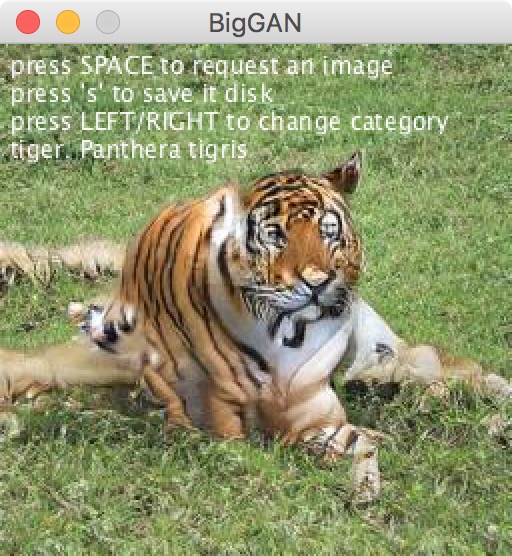 BigGAN
press SPACE to request an image
press 's' to save it disk
press LEFT/RIGHT to change category
tiger, Panthera tigris